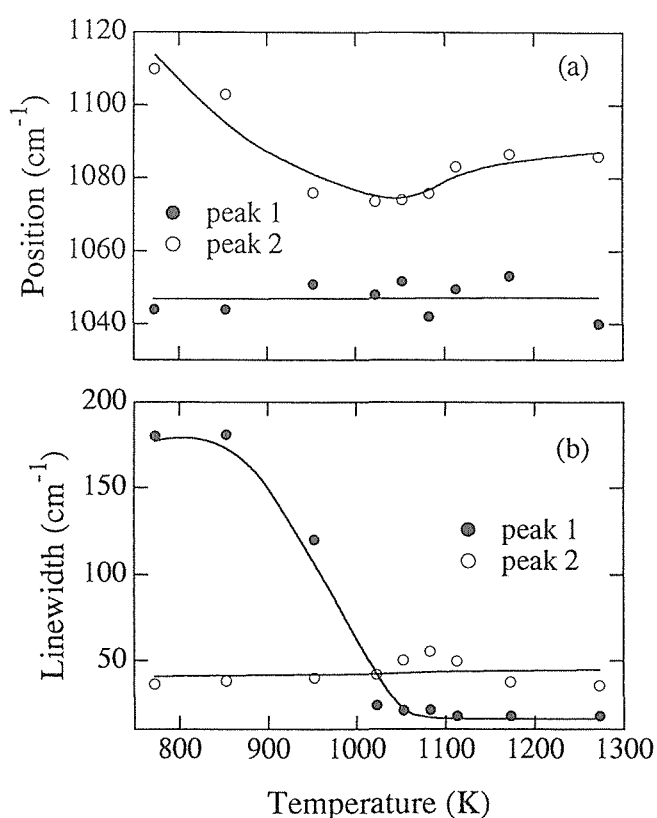 1120
(a)
1100
1080
peak 1
1060
peak 2
1040
Position (cm⁻¹)
200
(b)
150
peak 1
100
peak 2
50
Linewidth (cm⁻¹)
800 900 1000 1100 1200 1300
Temperature (K)